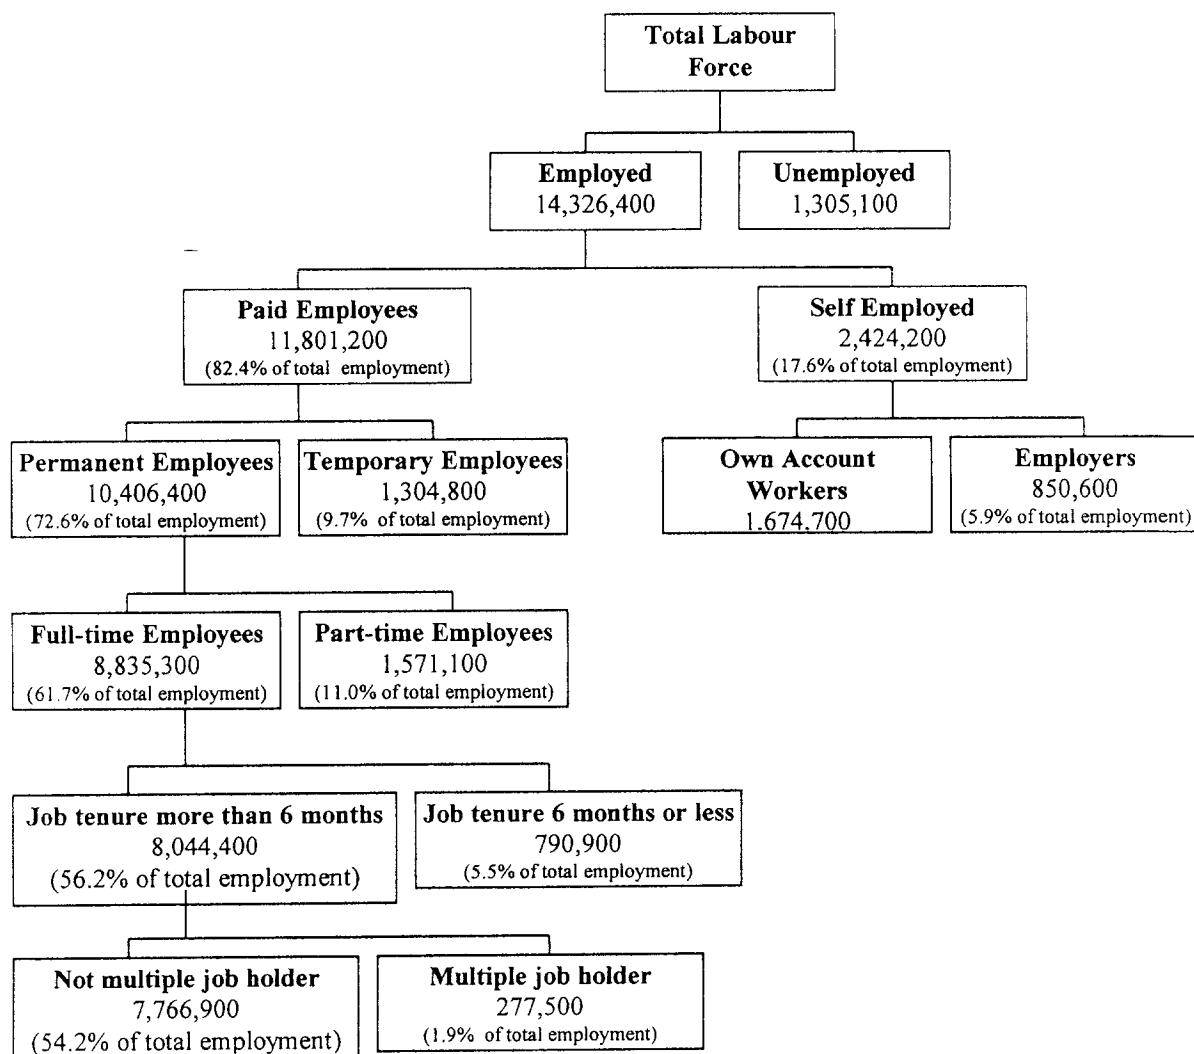 Total Labour
Force
Employed
14,326,400
Unemployed
1,305,100
Paid Employees
11,801,200
(82.4% of total employment)
Self Employed
2,424,200
(17.6% of total employment)
Permanent Employees
10,406,400
(72.6% of total employment)
Temporary Employees
1,304,800
(9.7% of total employment)
Own Account
Workers
1,674,700
Employers
850,600
(5.9% of total employment)
Full-time Employees
8,835,300
(61.7% of total employment)
Part-time Employees
1,571,100
(11.0% of total employment)
Job tenure more than 6 months
8,044,400
(56.2% of total employment)
Job tenure 6 months or less
790,900
(5.5% of total employment)
Not multiple job holder
7,766,900
(54.2% of total employment)
Multiple job holder
277,500
(1.9% of total employment)